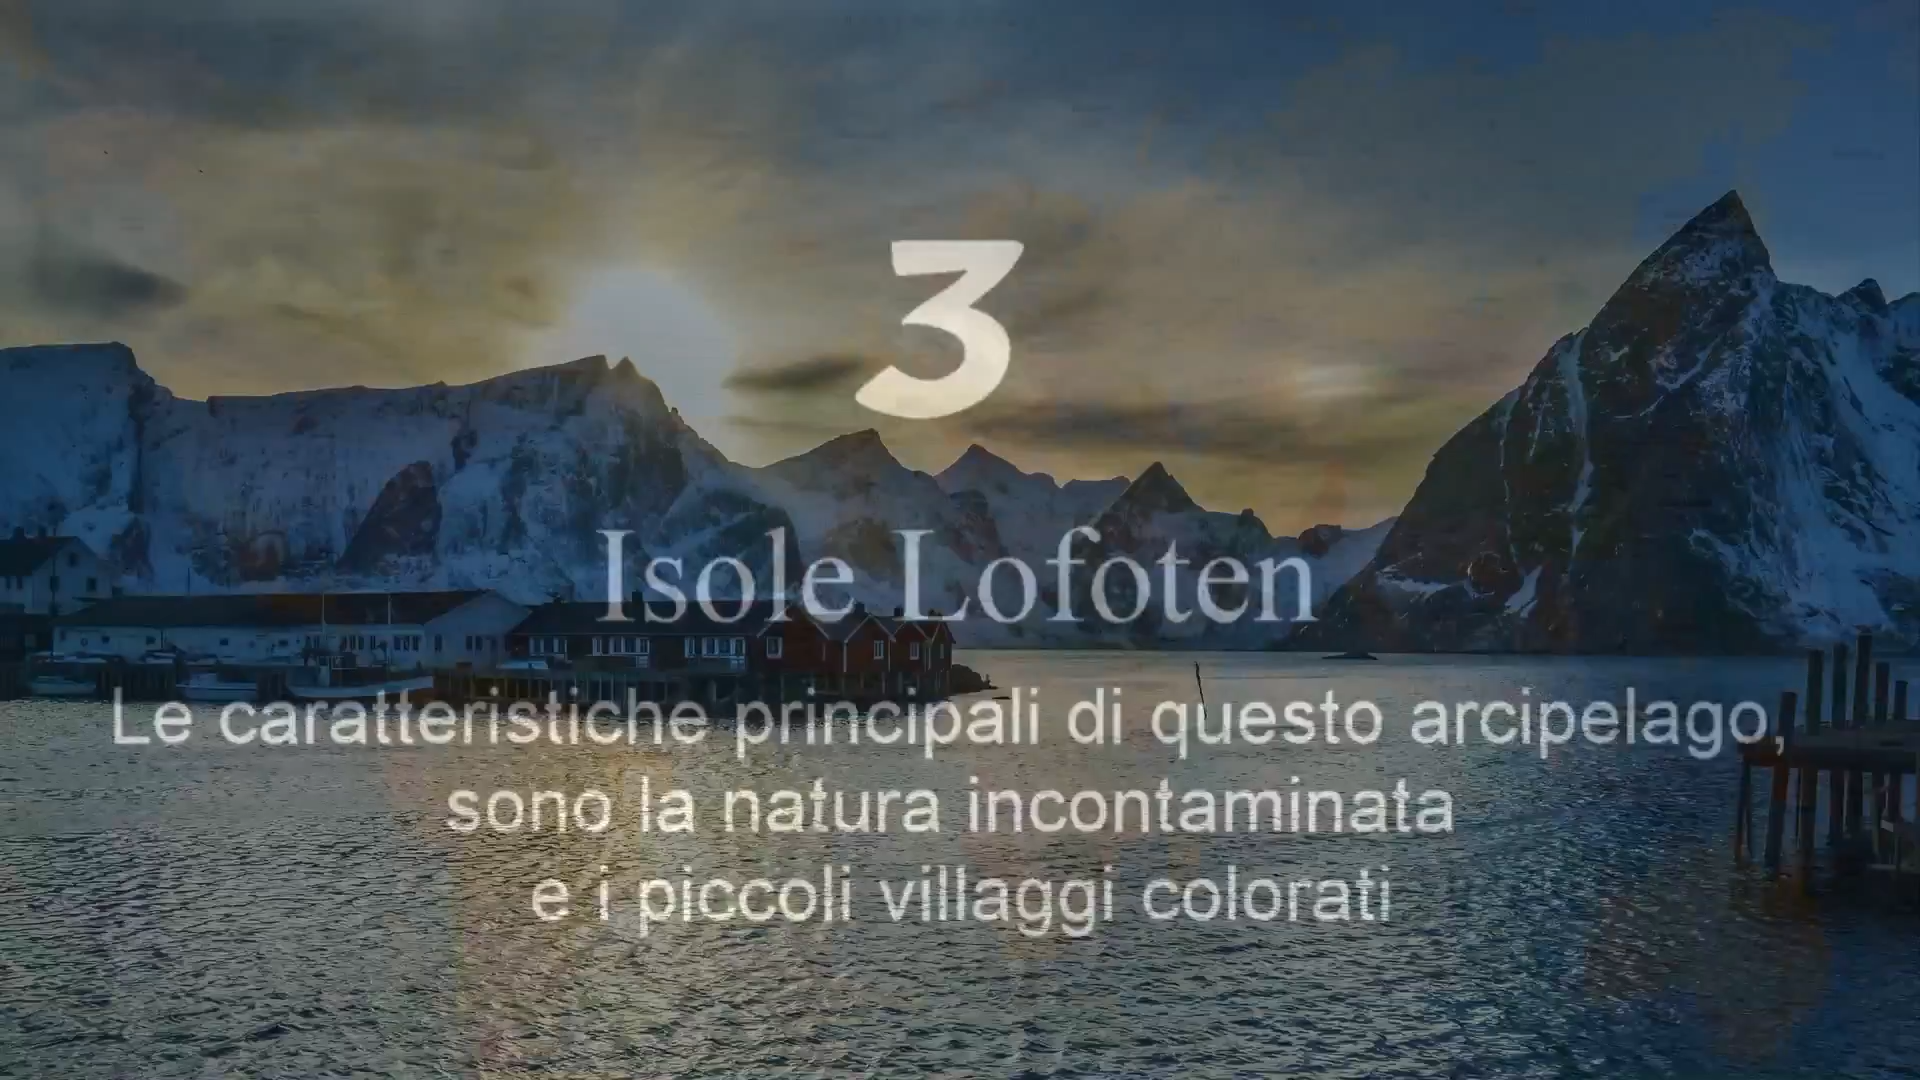 3
Isole Lofoten
Le caratteristiche principali di questo arcipelago,
sono la natura incontaminata
e i piccoli villaggi colorati